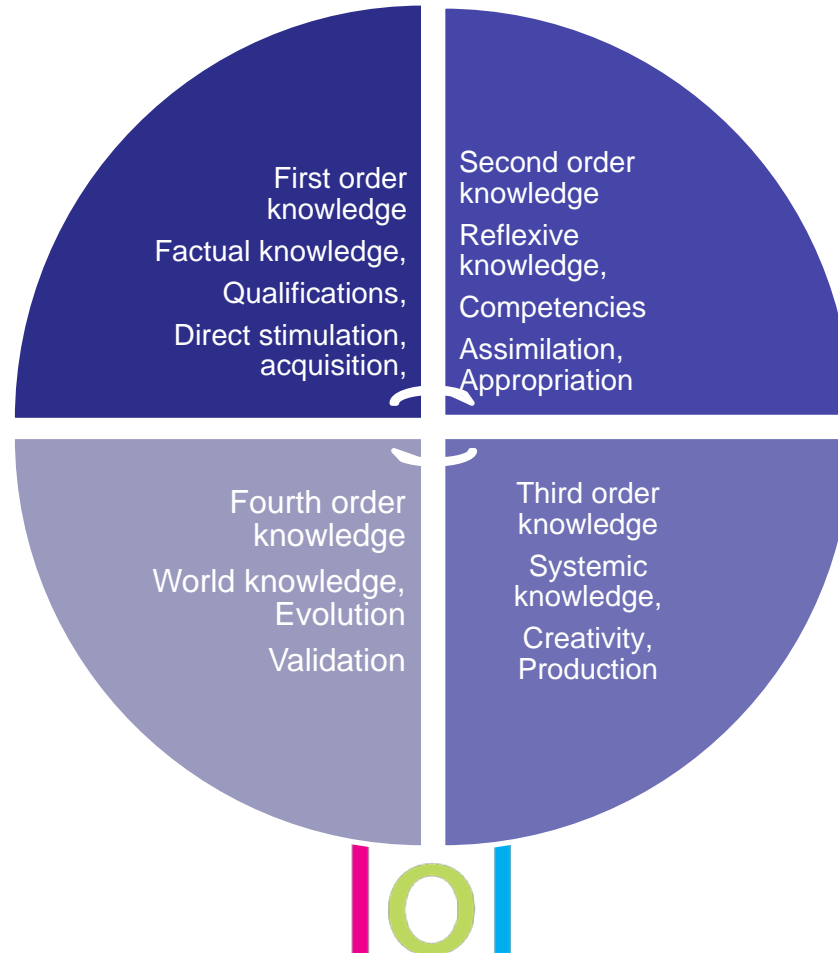 First order
knowledge
Factual knowledge,
Qualifications,
Direct stimulation,
acquisition,
Second order
knowledge
Reflexive
knowledge,
Competencies
Assimilation,
Appropriation
Third order
knowledge
Systemic
knowledge,
Creativity,
Production
Fourth order
knowledge
World knowledge,
Evolution
Validation